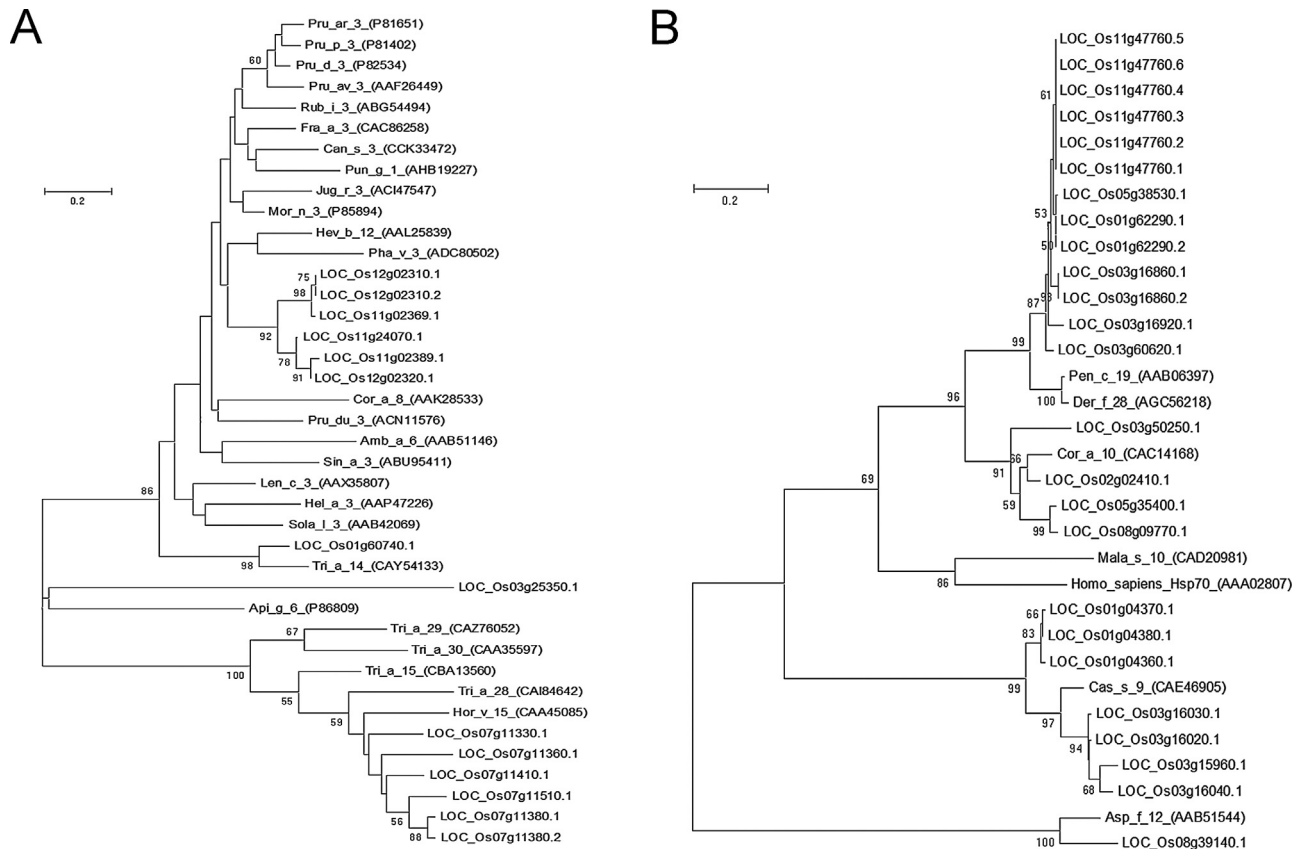 A
Pru_ar_3_(P81651)
Pru_p_3_(P81402)
60
Pru_d_3_(P82534)
Pru_av_3_(AAF26449)
Rub_i_3_(ABG54494)
Fra_a_3_(CAC86258)
Can_s_3_(CCK33472)
Pun_g_1_(AHB19227)
0.2
Jug_r_3_(ACI47547)
Mor_n_3_(P85894)
Hev_b_12_(AAL25839)
Pha_v_3_(ADC80502)
75
LOC_Os12g02310.1
98
LOC_Os12g02310.2
LOC_Os11g02369.1
92
LOC_Os11g24070.1
78
LOC_Os11g02389.1
91
LOC_Os12g02320.1
Cor_a_8_(AAK28533)
Pru_du_3_(ACN11576)
Amb_a_6_(AAB51146)
Sin_a_3_(ABU95411)
86
Len_c_3_(AAX35807)
Hel_a_3_(AAP47226)
Sola_l_3_(AAB42069)
LOC_Os01g60740.1
98
Tri_a_14_(CAY54133)
LOC_Os03g25350.1
Api_g_6_(P86809)
67
Tri_a_29_(CAZ76052)
Tri_a_30_(CAA35597)
100
Tri_a_15_(CBA13560)
55
Tri_a_28_(CAI84642)
59
Hor_v_15_(CAA45085)
LOC_Os07g11330.1
LOC_Os07g11360.1
LOC_Os07g11410.1
LOC_Os07g11510.1
56
LOC_Os07g11380.1
88
LOC_Os07g11380.2
B
LOC_Os11g47760.5
LOC_Os11g47760.6
61
LOC_Os11g47760.4
LOC_Os11g47760.3
LOC_Os11g47760.2
LOC_Os11g47760.1
0.2
LOC_Os05g38530.1
53
LOC_Os01g62290.1
LOC_Os01g62290.2
LOC_Os03g16860.1
87
98
LOC_Os03g16860.2
LOC_Os03g16920.1
99
LOC_Os03g60620.1
Pen_c_19_(AAB06397)
96
100
Der_f_28_(AGC56218)
LOC_Os03g50250.1
66
Cor_a_10_(CAC14168)
91
LOC_Os02g02410.1
69
59
LOC_Os05g35400.1
99
LOC_Os08g09770.1
Mala_s_10_(CAD20981)
86
Homo_sapiens_Hsp70_(AAA02807)
66
LOC_Os01g04370.1
83
LOC_Os01g04380.1
LOC_Os01g04360.1
99
Cas_s_9_(CAE46905)
97
LOC_Os03g16030.1
94
LOC_Os03g16020.1
LOC_Os03g15960.1
68
LOC_Os03g16040.1
Asp_f_12_(AAB51544)
100
LOC_Os08g39140.1